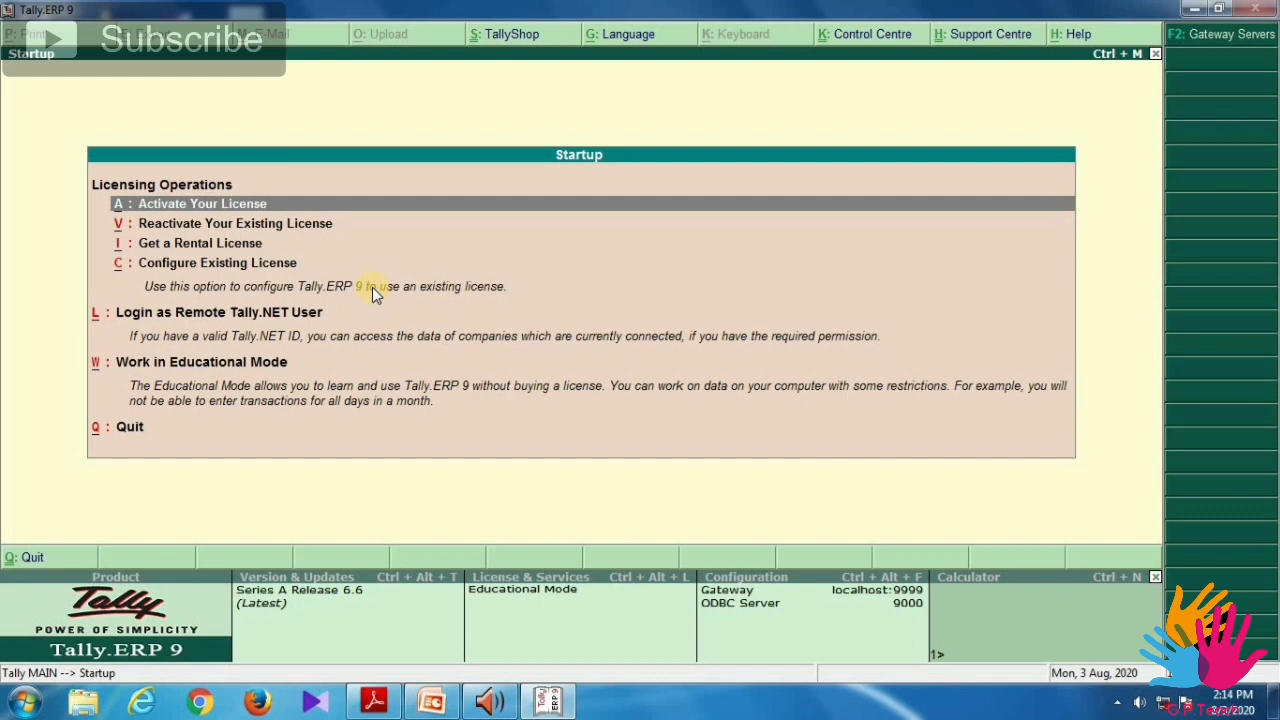 Tally.ERP 9
Subscribe
P: Print
E-Mail
O: Upload
S: TallyShop
G: Language
K: Keyboard
K: Control Centre
H: Support Centre
H: Help
F2: Gateway Servers
Startup
Ctrl + M
Startup
Licensing Operations
A : Activate Your License
V : Reactivate Your Existing License
I : Get a Rental License
C : Configure Existing License
Use this option to configure Tally.ERP 9 to use an existing license.
L : Login as Remote Tally.NET User
If you have a valid Tally.NET ID, you can access the data of companies which are currently connected, if you have the required permission.
W : Work in Educational Mode
The Educational Mode allows you to learn and use Tally.ERP 9 without buying a license. You can work on data on your computer with some restrictions. For example, you will
not be able to enter transactions for all days in a month.
Q : Quit
Q: Quit
Product
Version & Updates Ctrl + Alt + T
License & Services Ctrl + Alt + L
Configuration Ctrl + Alt + F
Calculator Ctrl + N
Tally
POWER OF SIMPLICITY
Tally.ERP 9
Series A Release 6.6
(Latest)
Educational Mode
Gateway localhost:9999
ODBC Server 9000
1>
Tally MAIN --> Startup
Mon, 3 Aug, 2020
Tally
ERP 9
2:14 PM